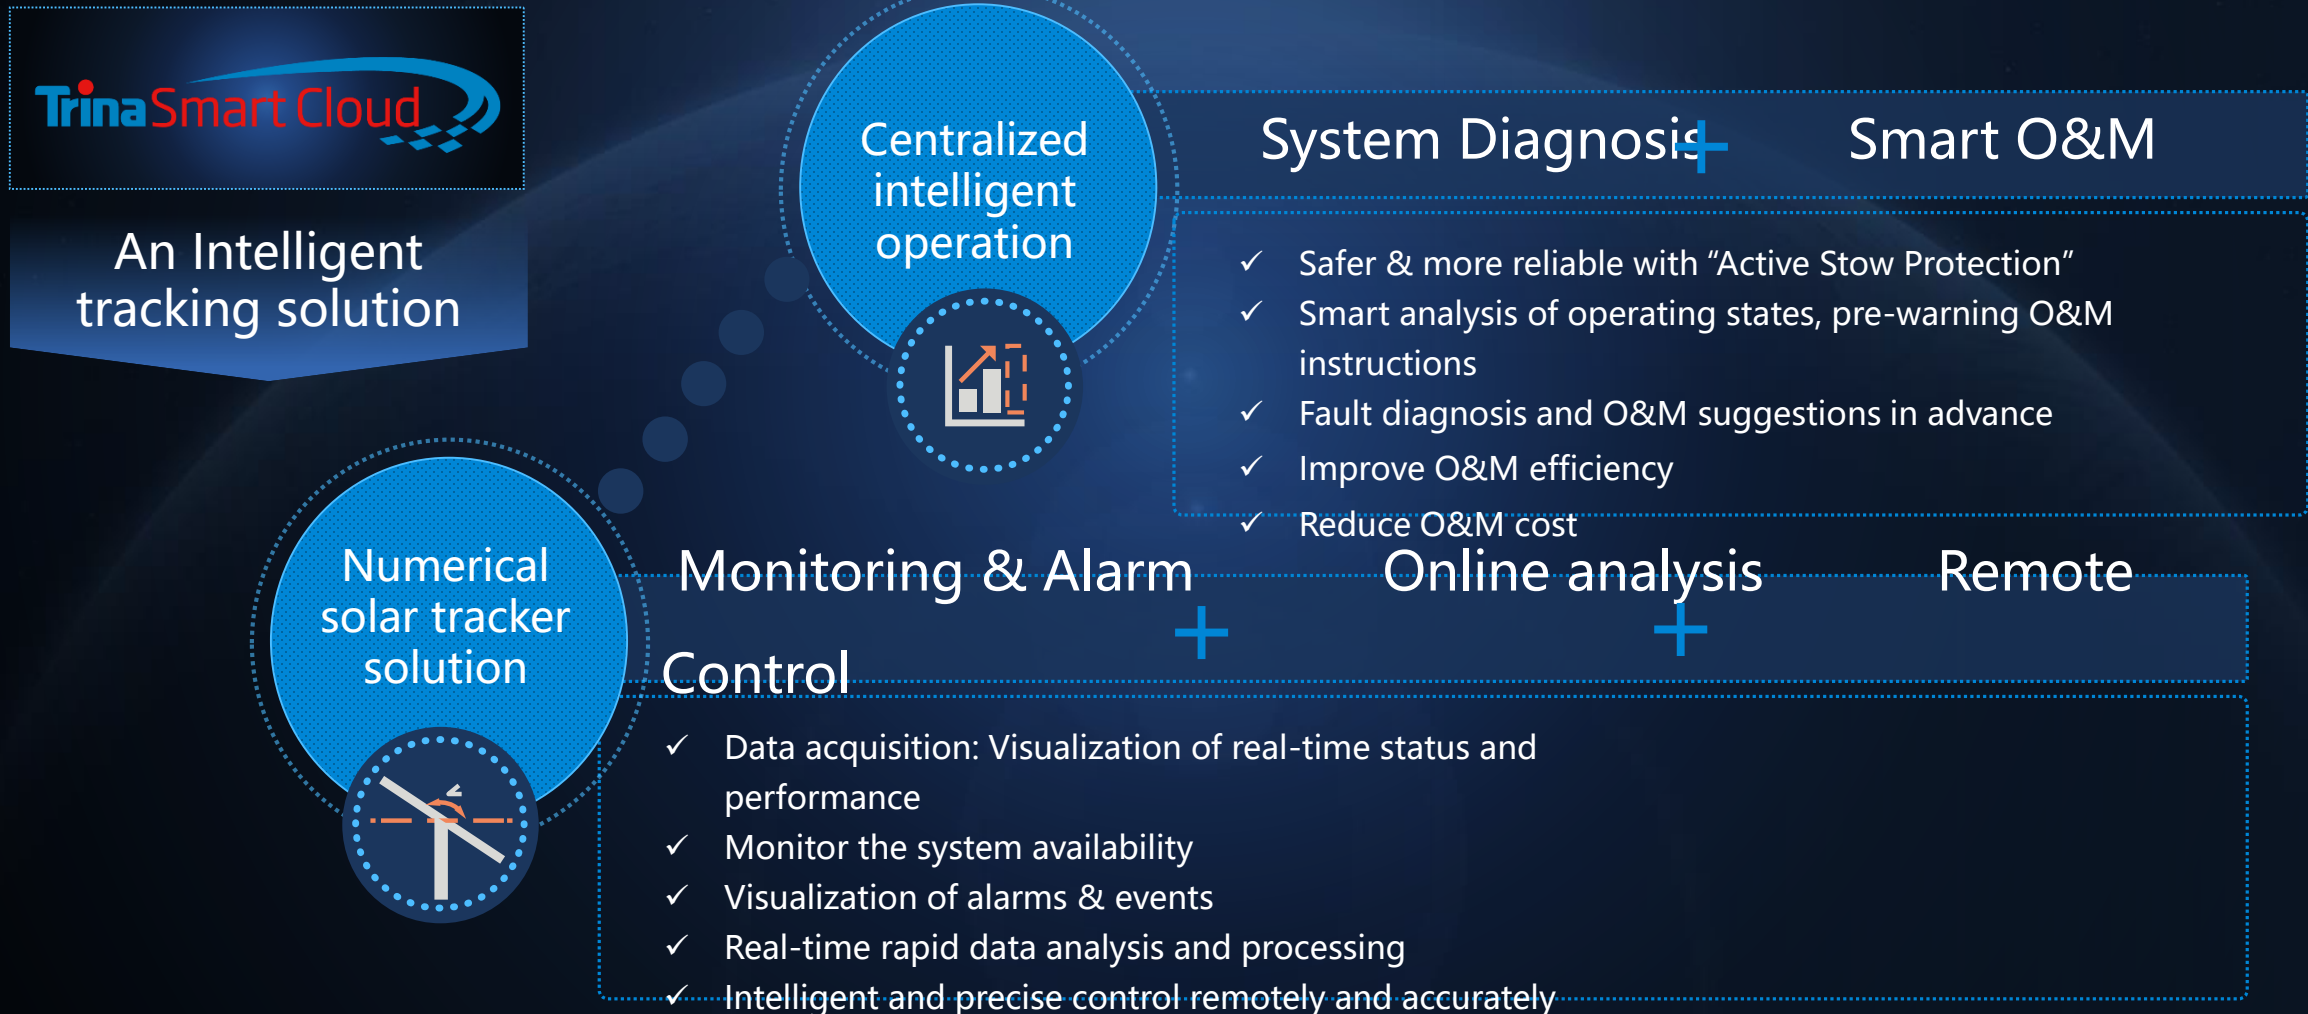 Trina Smart Cloud
An Intelligent
tracking solution
Centralized
intelligent
operation
System Diagnosis + Smart O&M
✓ Safer & more reliable with “Active Stow Protection”
✓ Smart analysis of operating states, pre-warning O&M
instructions
✓ Fault diagnosis and O&M suggestions in advance
✓ Improve O&M efficiency
✓ Reduce O&M cost
Numerical
solar tracker
solution
Monitoring & Alarm + Online analysis + Remote
Control
✓ Data acquisition: Visualization of real-time status and
performance
✓ Monitor the system availability
✓ Visualization of alarms & events
✓ Real-time rapid data analysis and processing
✓ Intelligent and precise control remotely and accurately